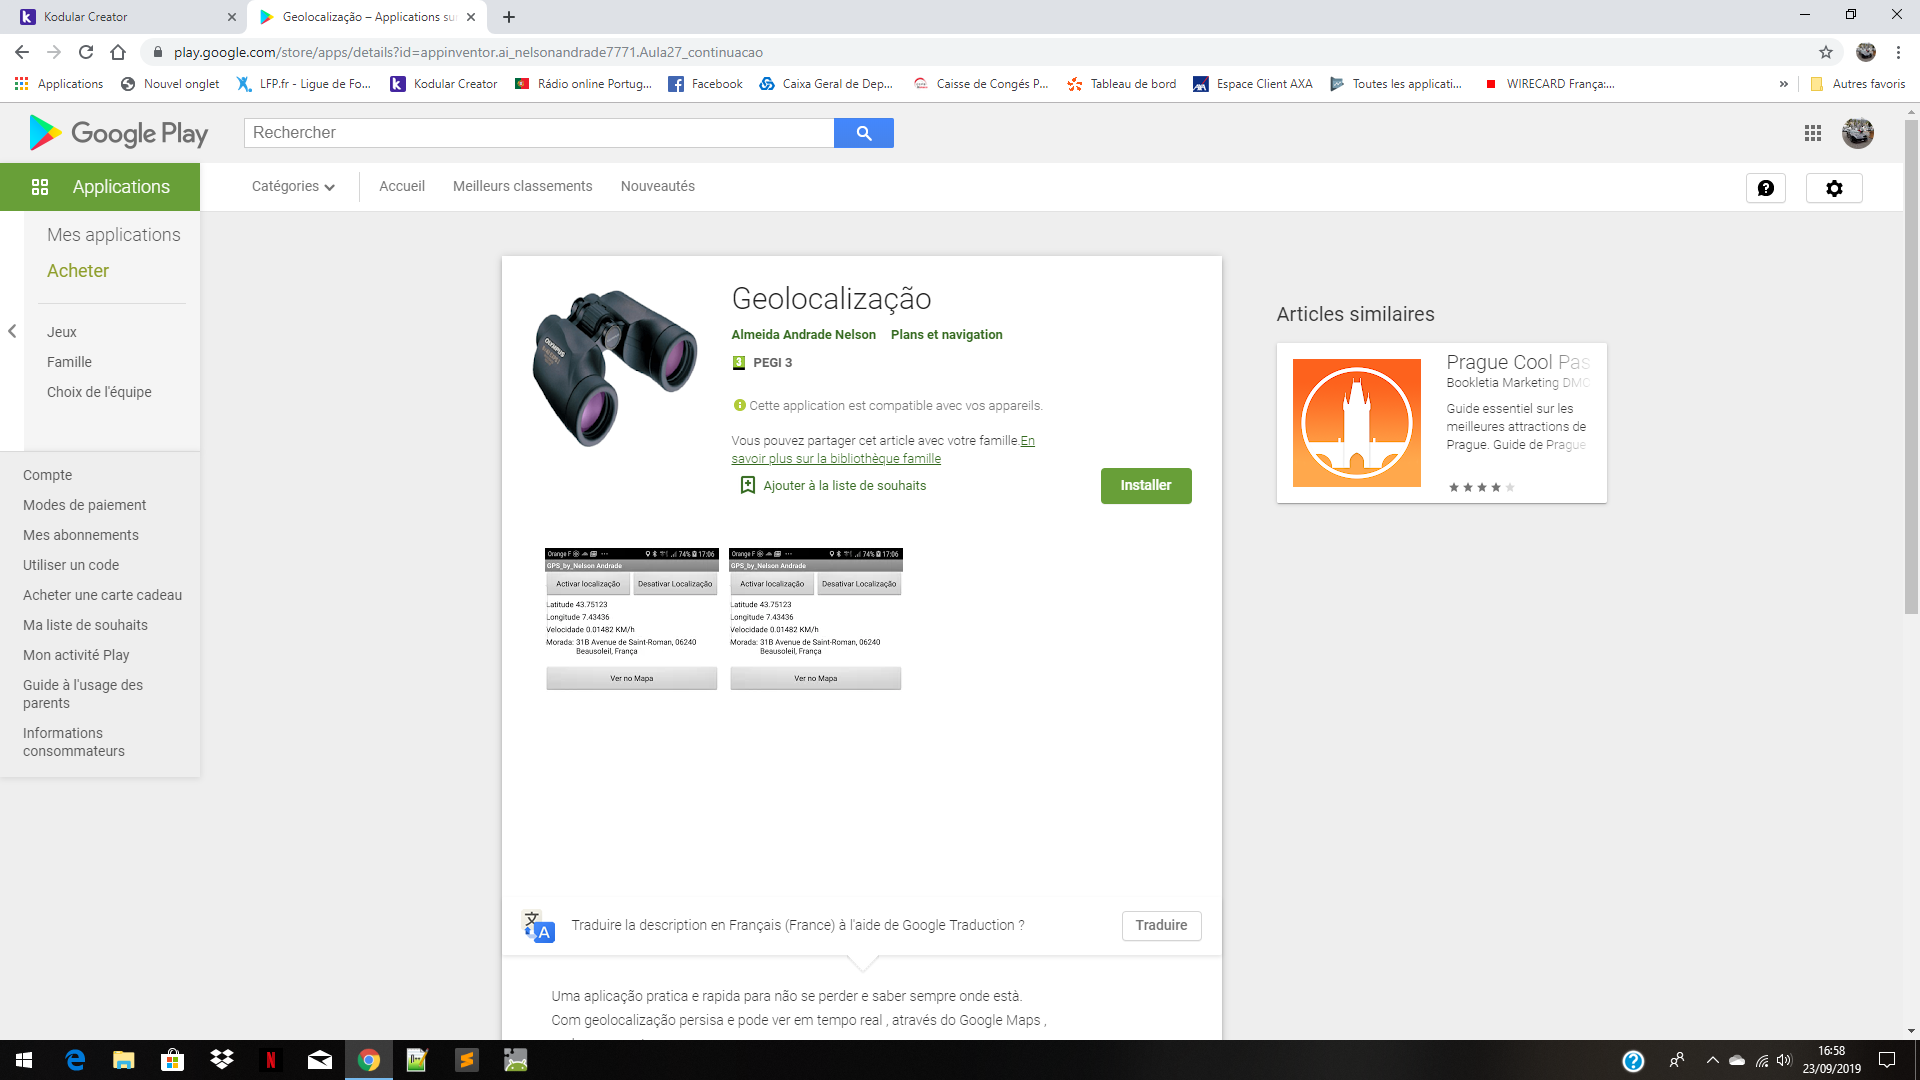 Kodular Creator
Geolocalização – Applications su
play.google.com/store/apps/details?id=appinventor.ai_nelsonandrade7771.Aula27_continuacao
Applications
Nouvel onglet
LFP.fr - Ligue de Fo...
Kodular Creator
Rádio online Portug...
Facebook
Caixa Geral de Dep...
Caisse de Congés P...
Tableau de bord
Espace Client AXA
Toutes les applicati...
WIRECARD França:...
»
Autres favoris
Google Play
Rechercher
Applications
Catégories
Accueil
Meilleurs classements
Nouveautés
Mes applications
Acheter
Jeux
Famille
Choix de l'équipe
Compte
Modes de paiement
Mes abonnements
Utiliser un code
Acheter une carte cadeau
Ma liste de souhaits
Mon activité Play
Guide à l'usage des
parents
Informations
consommateurs
OLYMPUS
Geolocalização
Almeida Andrade Nelson Plans et navigation
3 PEGI 3
Cette application est compatible avec vos appareils.
Vous pouvez partager cet article avec votre famille.En
savoir plus sur la bibliothèque famille
Ajouter à la liste de souhaits
Installer
Orange F ... 74% 17:06
GPS_by_Nelson Andrade
Activar localização Desativar Localização
Latitude 43.75123
Longitude 7.43436
Velocidade 0.01482 KM/h
Morada: 31B Avenue de Saint-Roman, 06240
Beausoleil, França
Ver no Mapa
Orange F ... 74% 17:06
GPS_by_Nelson Andrade
Activar localização Desativar Localização
Latitude 43.75123
Longitude 7.43436
Velocidade 0.01482 KM/h
Morada: 31B Avenue de Saint-Roman, 06240
Beausoleil, França
Ver no Mapa
Traduire la description en Français (France) à l'aide de Google Traduction ?
Traduire
Uma aplicação pratica e rapida para não se perder e saber sempre onde està.
Com geolocalização persisa e pode ver em tempo real , através do Google Maps ,
Articles similaires
Prague Cool Pas
Bookletia Marketing DMC
Guide essentiel sur les
meilleures attractions de
Prague. Guide de Prague
16:58
23/09/2019